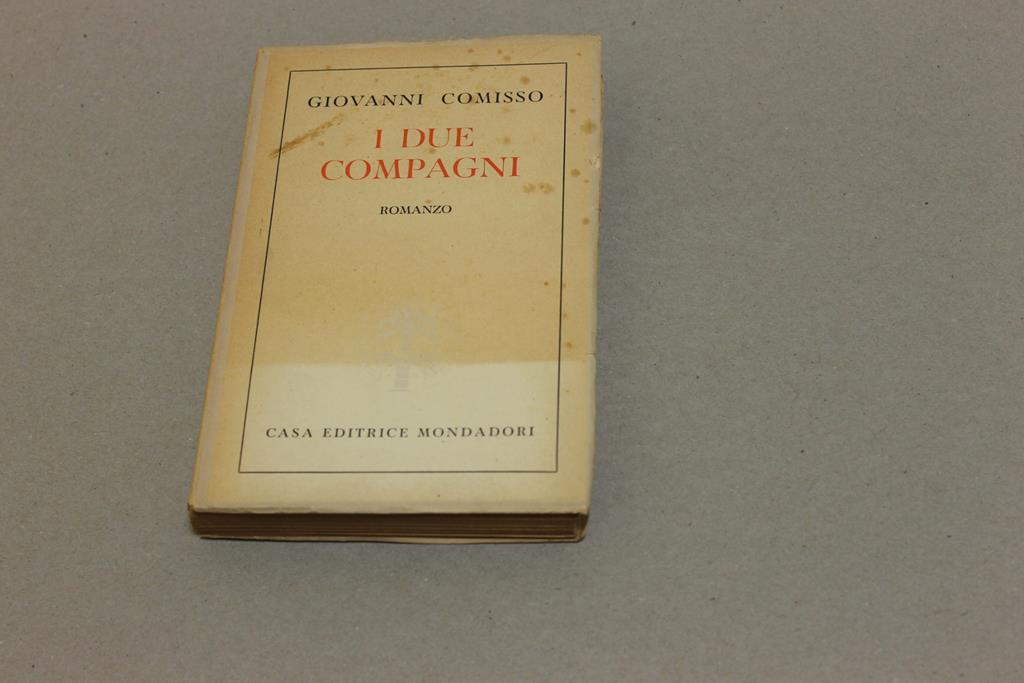 GIOVANNI COMISSO
I DUE
COMPAGNI
ROMANZO
CASA EDITRICE MONDADORI